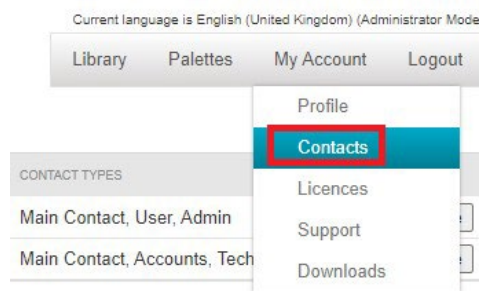 Current language is English (United Kingdom) (Administrator Mode
Library Palettes My Account Logout
Profile
Contacts
CONTACT TYPES
Licences
Main Contact, User, Admin
Support
Main Contact, Accounts, Tech
Downloads